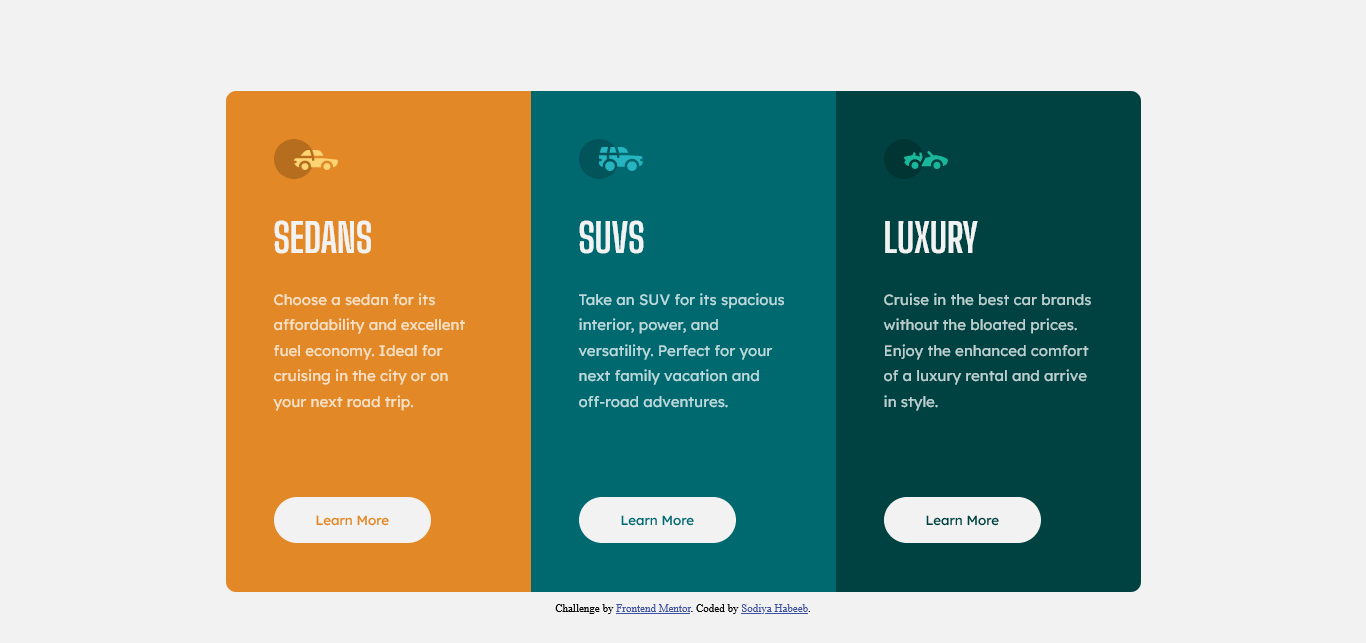 SEDANS
Choose a sedan for its
affordability and excellent
fuel economy. Ideal for
cruising in the city or on
your next road trip.
Learn More
SUVS
Take an SUV for its spacious
interior, power, and
versatility. Perfect for your
next family vacation and
off-road adventures.
Learn More
LUXURY
Cruise in the best car brands
without the bloated prices.
Enjoy the enhanced comfort
of a luxury rental and arrive
in style.
Learn More
Challenge by Frontend Mentor. Coded by Sodiya Habeeb.